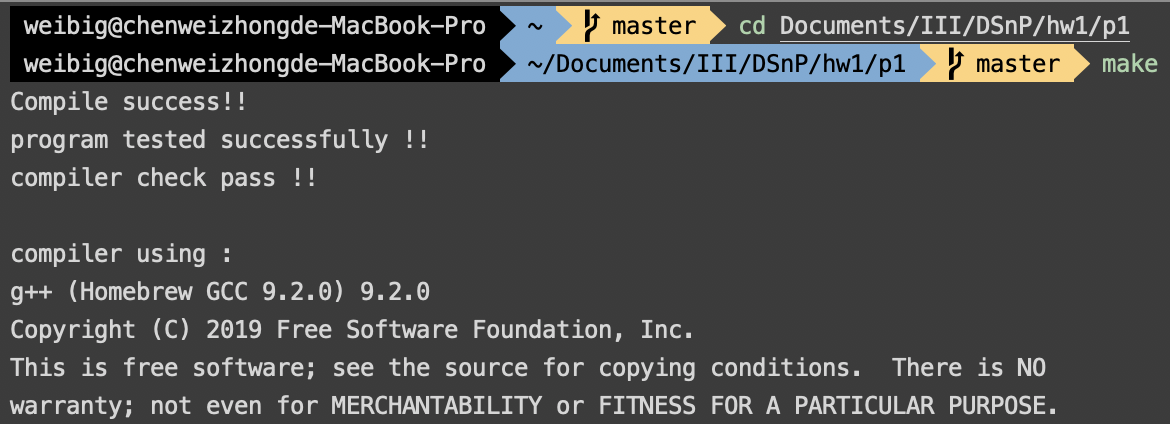 weibig@chenweizhongde-MacBook-Pro ~ master cd Documents/III/DSnP/hw1/p1
weibig@chenweizhongde-MacBook-Pro ~/Documents/III/DSnP/hw1/p1 master make
Compile success!!
program tested successfully !!
compiler check pass !!
compiler using :
g++ (Homebrew GCC 9.2.0) 9.2.0
Copyright (C) 2019 Free Software Foundation, Inc.
This is free software; see the source for copying conditions.  There is NO
warranty; not even for MERCHANTABILITY or FITNESS FOR A PARTICULAR PURPOSE.